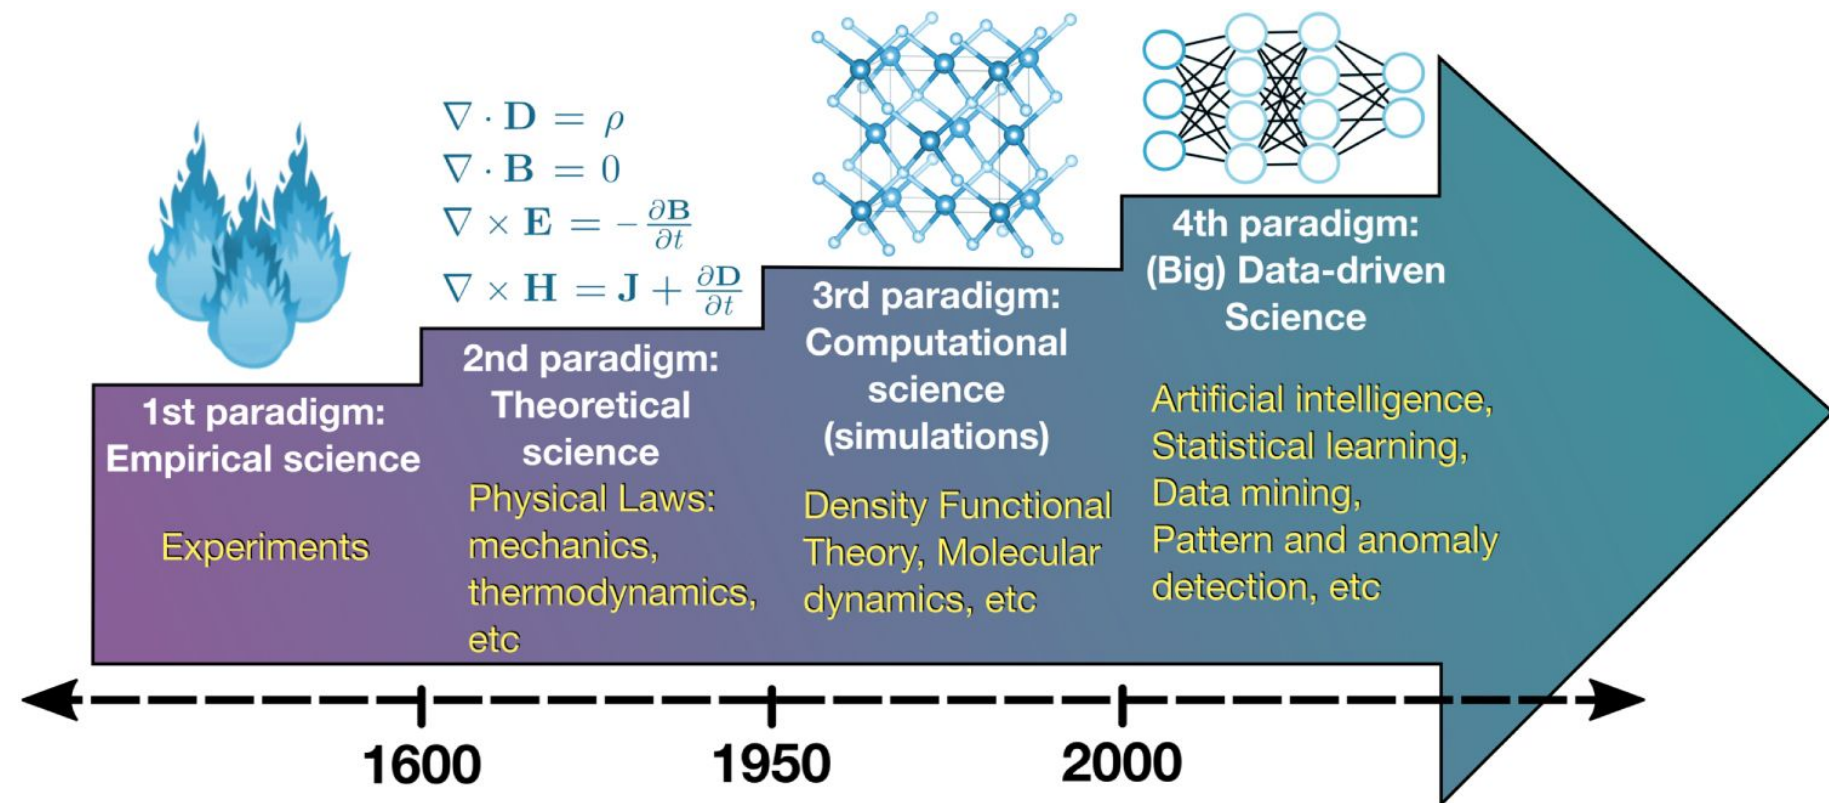 ∇ · D = ρ
∇ · B = 0
∇ × E = −∂B/∂t
∇ × H = J + ∂D/∂t
1st paradigm:
Empirical science
Experiments
2nd paradigm:
Theoretical
science
Physical Laws:
mechanics,
thermodynamics,
etc
3rd paradigm:
Computational
science
(simulations)
Density Functional
Theory, Molecular
dynamics, etc
4th paradigm:
(Big) Data-driven
Science
Artificial intelligence,
Statistical learning,
Data mining,
Pattern and anomaly
detection, etc
1600
1950
2000